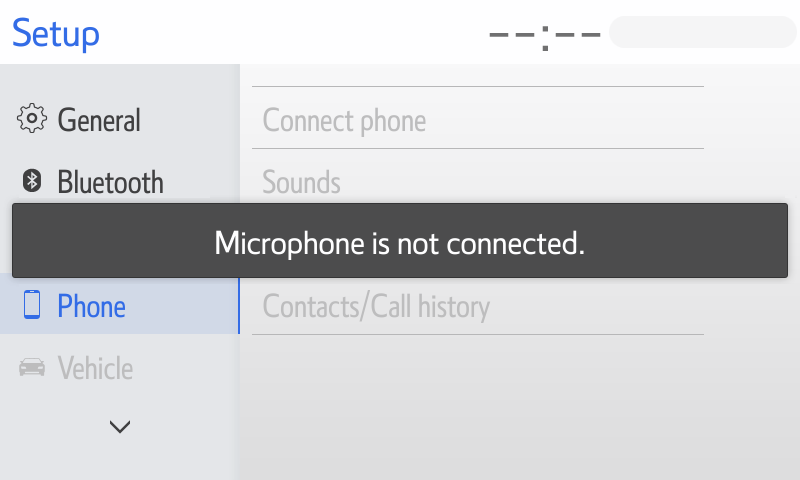 Setup
--:--
General
Connect phone
Bluetooth
Sounds
Microphone is not connected.
Phone
Contacts/Call history
Vehicle